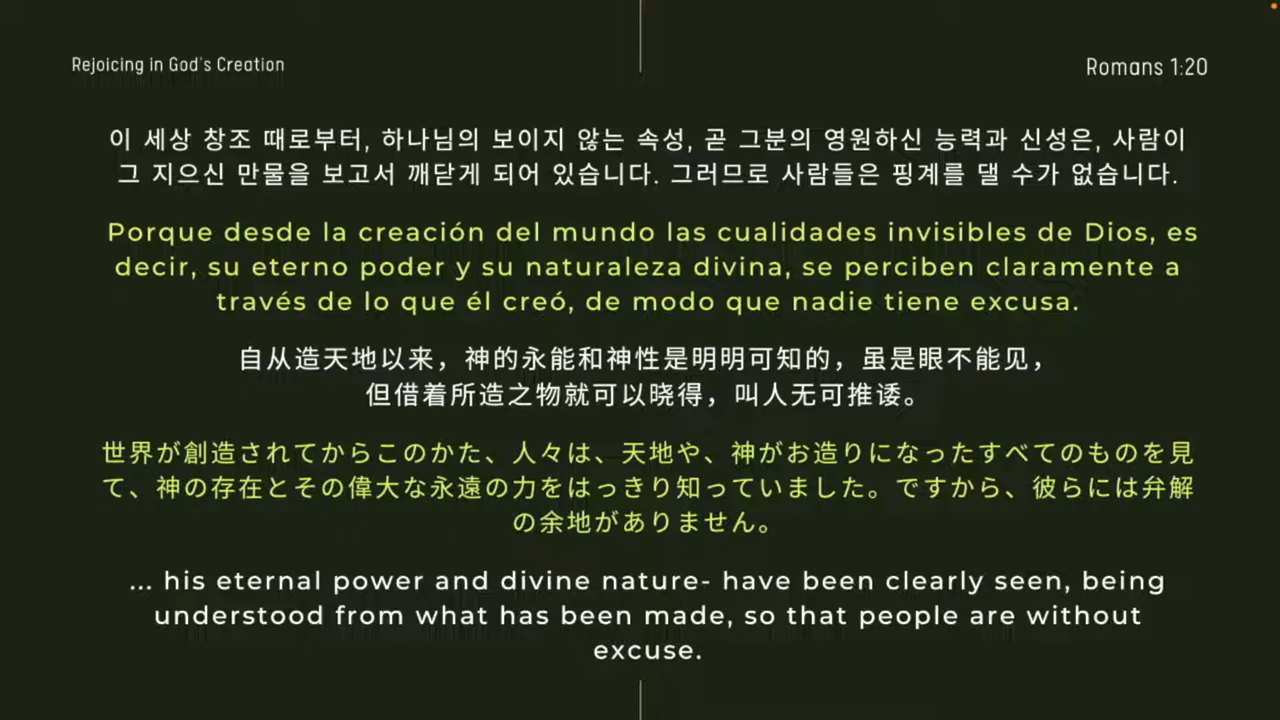 Rejoicing in God's Creation
Romans 1:20
이 세상 창조 때로부터, 하나님의 보이지 않는 속성, 곧 그분의 영원하신 능력과 신성은, 사람이
그 지으신 만물을 보고서 깨닫게 되어 있습니다. 그러므로 사람들은 핑계를 댈 수가 없습니다.
Porque desde la creación del mundo las cualidades invisibles de Dios, es
decir, su eterno poder y su naturaleza divina, se perciben claramente a
través de lo que él creó, de modo que nadie tiene excusa.
自从造天地以来，神的永能和神性是明明可知的，虽是眼不能见，
但借着所造之物就可以晓得，叫人无可推诿。
世界が創造されてからこのかた、人々は、天地や、神がお造りになったすべてのものを見
て、神の存在とその偉大な永遠の力をはっきり知っていました。ですから、彼らには弁解
の余地がありません。
... his eternal power and divine nature- have been clearly seen, being
understood from what has been made, so that people are without
excuse.